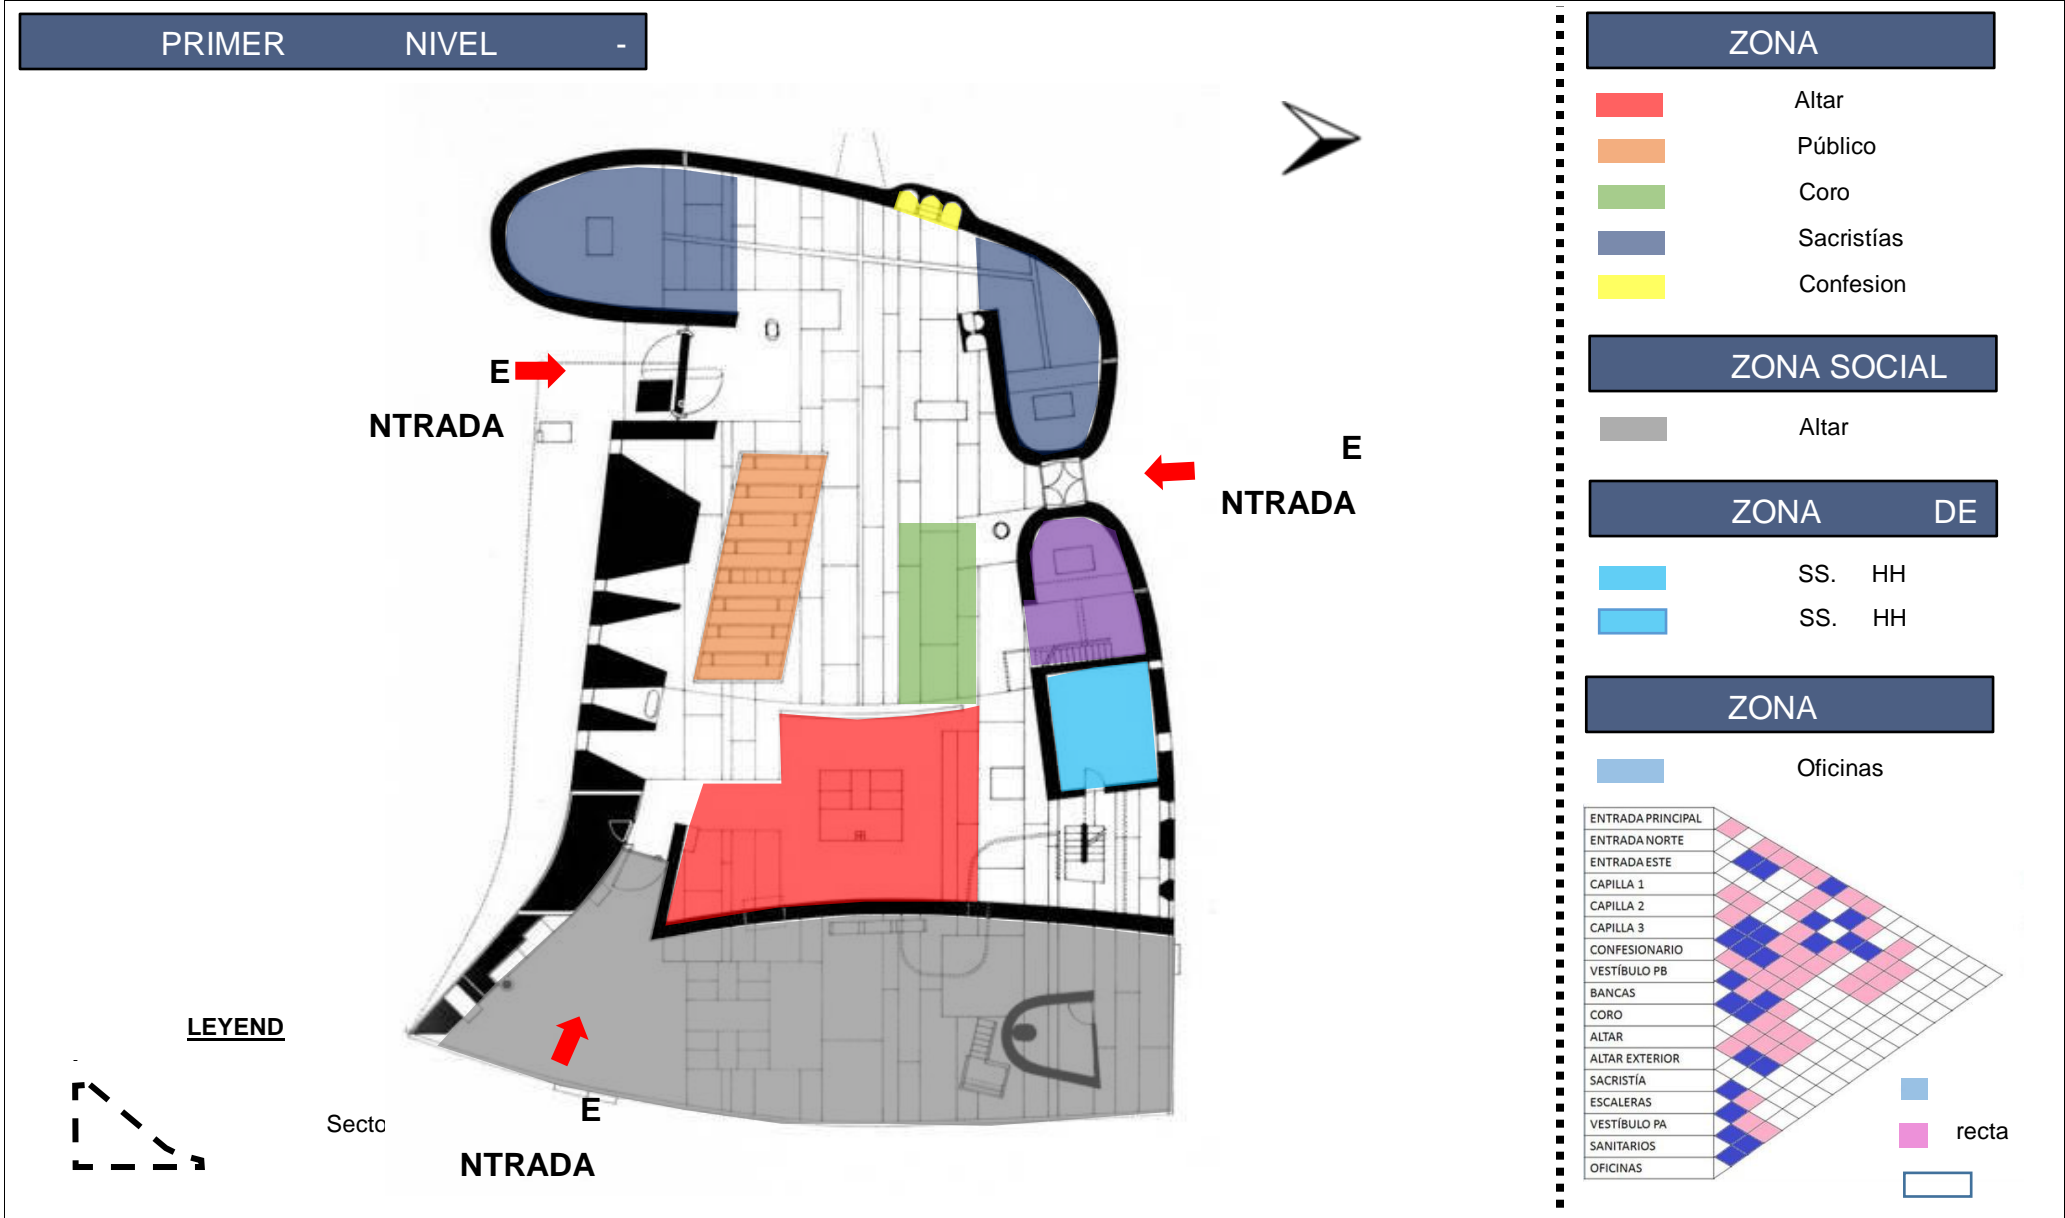 PRIMER NIVEL -
E
NTRADA
E
NTRADA
LEYEND
Secto
E
NTRADA
ZONA
Altar
Público
Coro
Sacristías
Confesion
ZONA SOCIAL
Altar
ZONA DE
SS. HH
SS. HH
ZONA
Oficinas
ENTRADA PRINCIPAL
ENTRADA NORTE
ENTRADA ESTE
CAPILLA 1
CAPILLA 2
CAPILLA 3
CONFESIONARIO
VESTÍBULO PB
BANCAS
CORO
ALTAR
ALTAR EXTERIOR
SACRISTÍA
ESCALERAS
VESTÍBULO PA
SANITARIOS
OFICINAS
recta